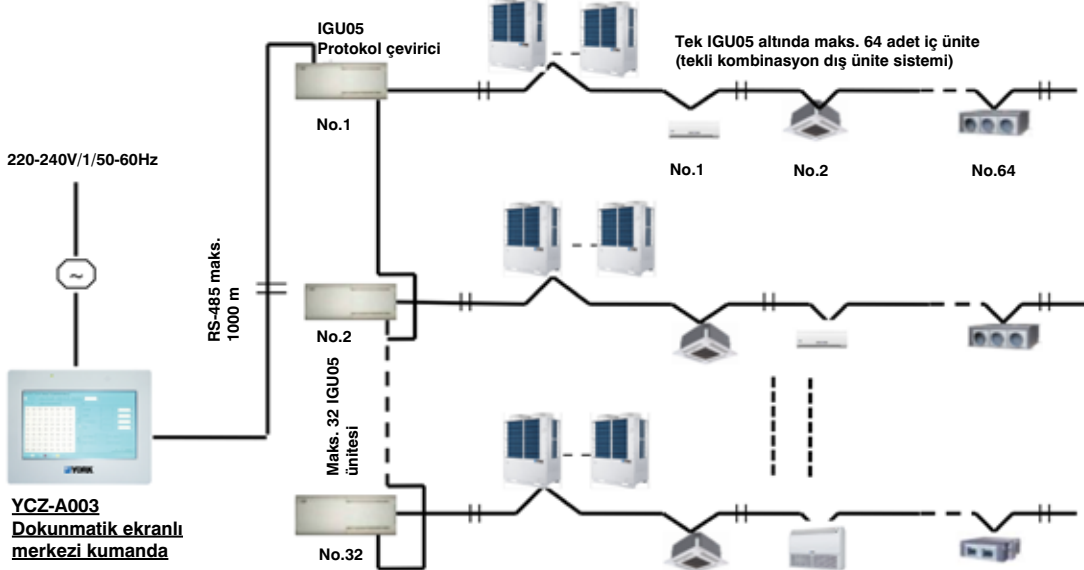 IGU05
Protokol çevirici
Tek IGU05 altında maks. 64 adet iç ünite
(tekli kombinasyon dış ünite sistemi)
No.1
No.1
No.2
No.64
220-240V/1/50-60Hz
~
RS-485 maks.
1000 m
No.2
Maks. 32 IGU05
ünitesi
YORK
YCZ-A003
Dokunmatik ekranlı
merkezi kumanda
No.32